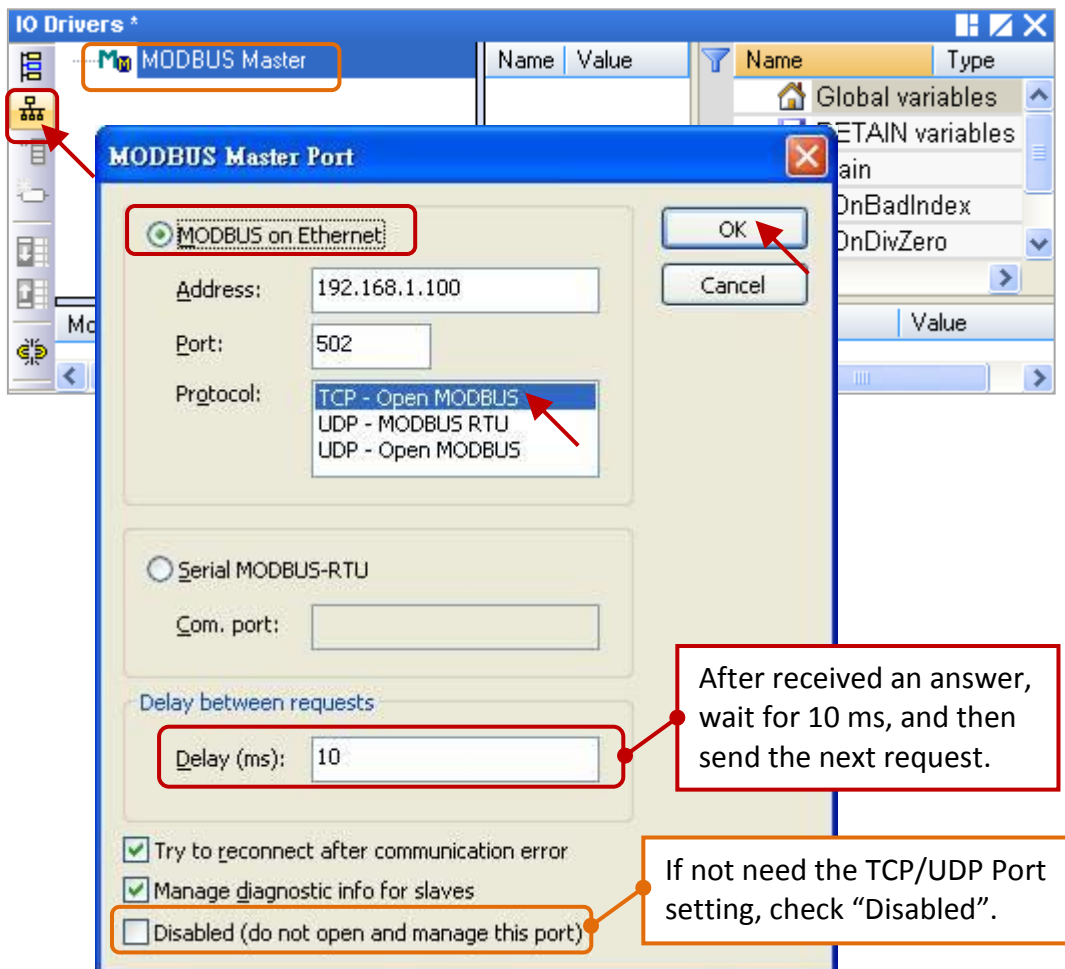 IO Drivers *
MODBUS Master
Name Value
Name Type
Global variables
RETAIN variables
MODBUS Master Port
ain
OnBadIndex
OnDivZero
MODBUS on Ethernet
OK
Address: 192.168.1.100
Cancel
Port: 502
Mo
Value
Protocol: TCP - Open MODBUS
UDP - MODBUS RTU
UDP - Open MODBUS
Serial MODBUS-RTU
Com. port:
Delay between requests
Delay (ms): 10
After received an answer,
wait for 10 ms, and then
send the next request.
Try to reconnect after communication error
Manage diagnostic info for slaves
Disabled (do not open and manage this port)
If not need the TCP/UDP Port
setting, check “Disabled”.